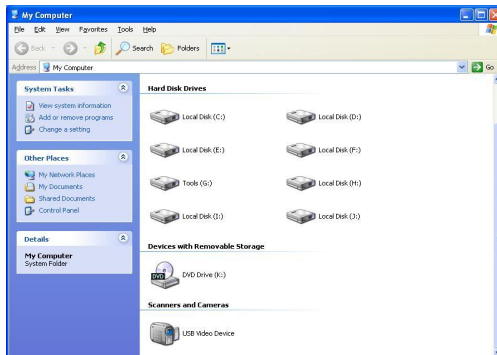 My Computer
File Edit View Favorites Tools Help
Back Search Folders
Address My Computer Go
System Tasks
View system information
Add or remove programs
Change a setting
Other Places
My Network Places
My Documents
Shared Documents
Control Panel
Details
My Computer
System Folder
Hard Disk Drives
Local Disk (C:) Local Disk (D:)
Local Disk (E:) Local Disk (F:)
Tools (G:) Local Disk (H:)
Local Disk (I:) Local Disk (J:)
Devices with Removable Storage
DVD
DVD Drive (K:)
Scanners and Cameras
USB Video Device